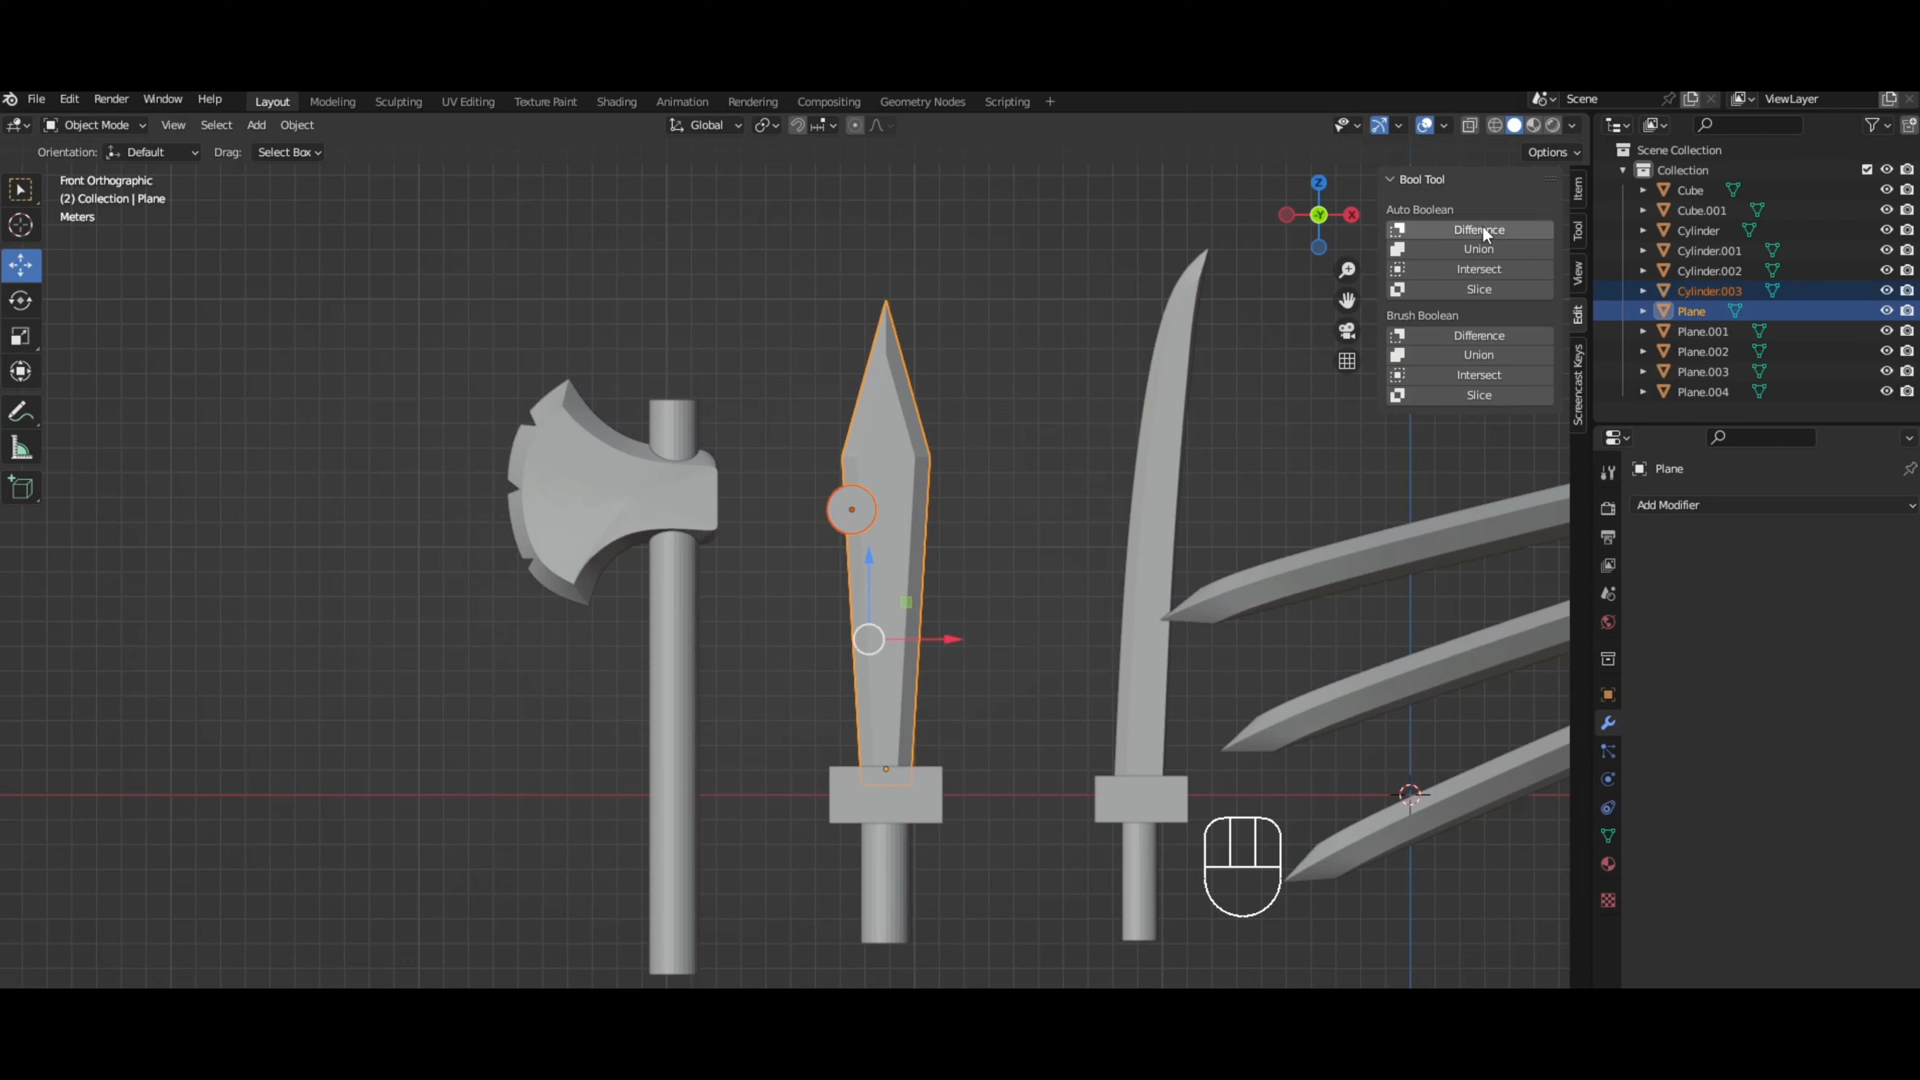 File Edit Render Window Help Layout Modeling Sculpting UV Editing Texture Paint Shading Animation Rendering Compositing Geometry Nodes Scripting + Scene ViewLayer
Object Mode View Select Add Object Global
Orientation: Default Drag: Select Box Options
Front Orthographic
(2) Collection | Plane
Meters
Z
-Y
X
Bool Tool
Auto Boolean
Difference
Union
Intersect
Slice
Brush Boolean
Difference
Union
Intersect
Slice
Item
Tool
View
Edit
Screencast Keys
Scene Collection
Collection
Cube
Cube.001
Cylinder
Cylinder.001
Cylinder.002
Cylinder.003
Plane
Plane.001
Plane.002
Plane.003
Plane.004
Plane
Add Modifier